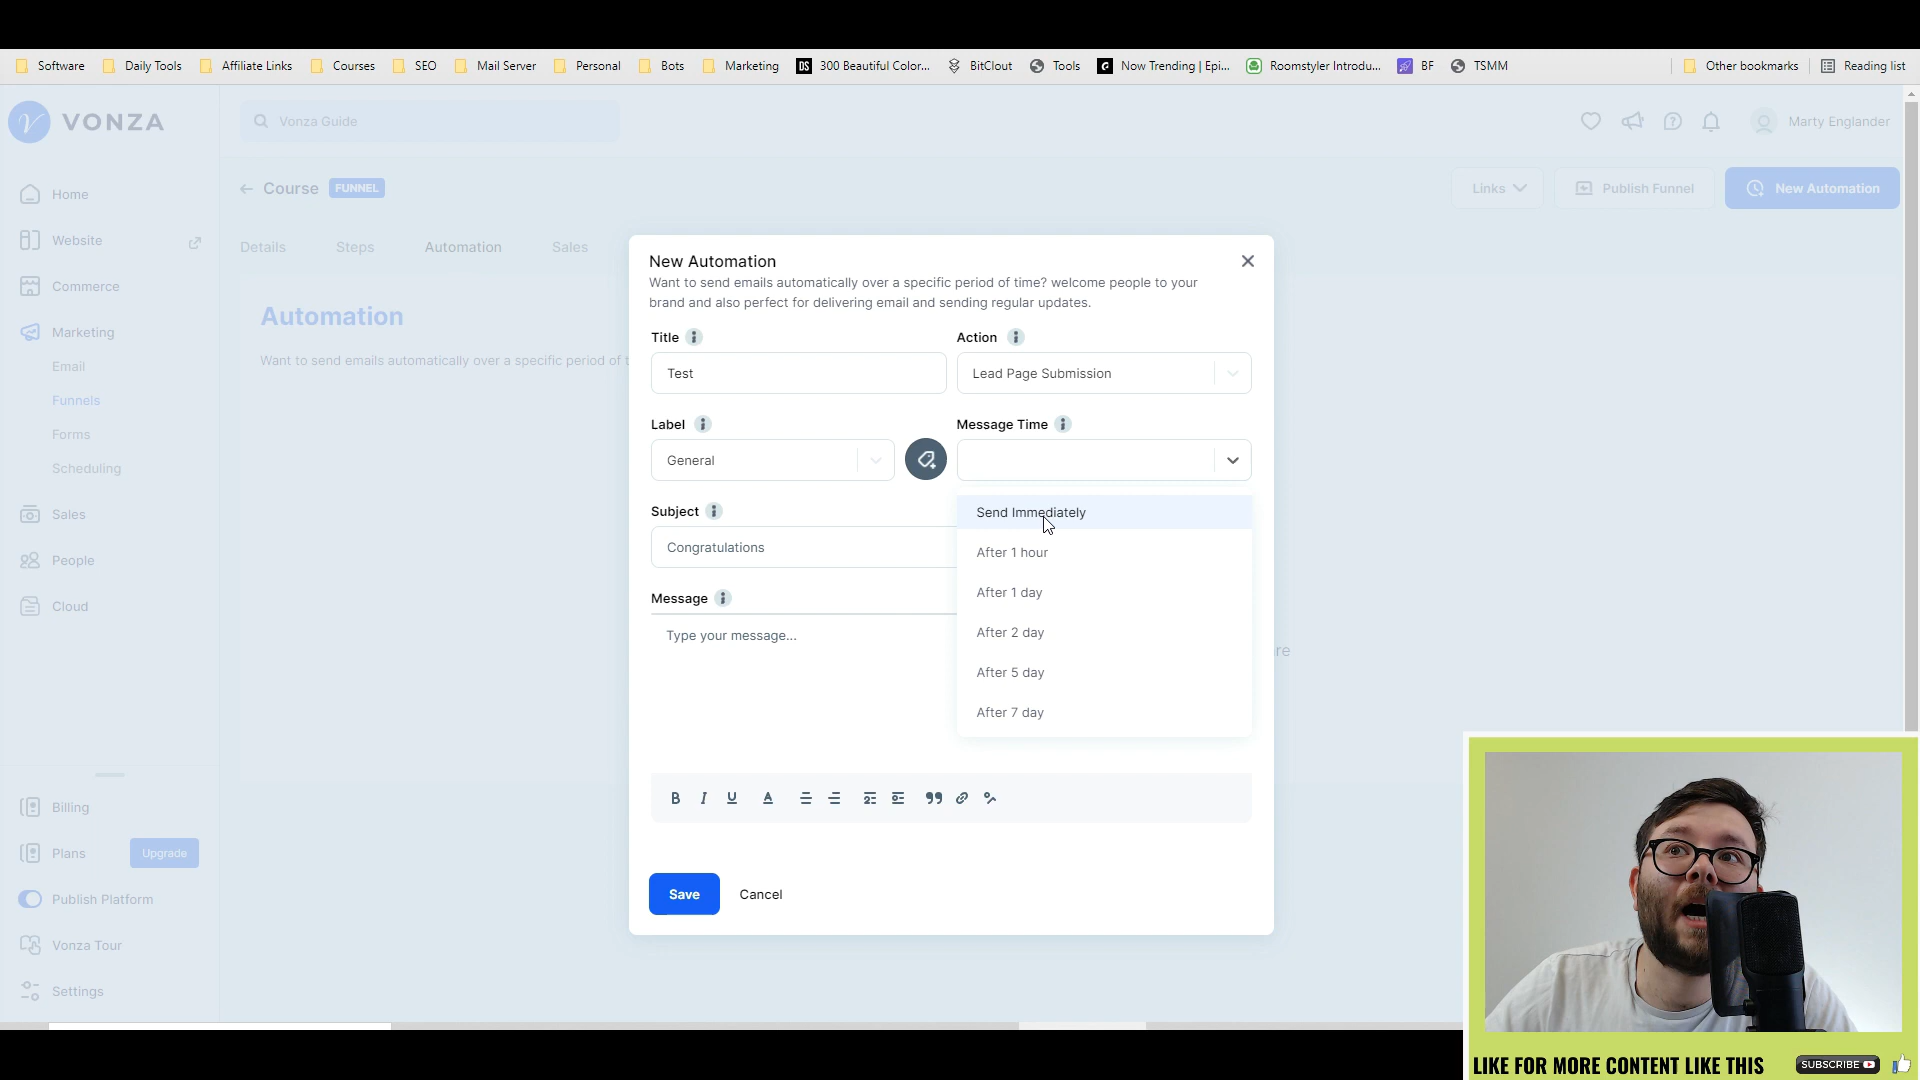 Software
Daily Tools
Affiliate Links
Courses
SEO
Mail Server
Personal
Bots
Marketing
DS
300 Beautiful Color...
BitClout
Tools
Now Trending | Epi...
Roomstyler Introdu...
BF
TSMM
Other bookmarks
Reading list
VONZA
Vonza Guide
Marty Englander
Home
Website
Commerce
Marketing
Email
Funnels
Forms
Scheduling
Sales
People
Cloud
Billing
Plans
Upgrade
Publish Platform
Vonza Tour
Settings
Course
FUNNEL
Links
Publish Funnel
New Automation
Details
Steps
Automation
Sales
Automation
Want to send emails automatically over a specific period of t
New Automation
Want to send emails automatically over a specific period of time? welcome people to your
brand and also perfect for delivering email and sending regular updates.
Title
Action
Test
Lead Page Submission
Label
Message Time
General
Subject
Congratulations
Send Immediately
After 1 hour
After 1 day
After 2 day
After 5 day
After 7 day
Message
Type your message...
re
B I U A
Save
Cancel
LIKE FOR MORE CONTENT LIKE THIS
SUBSCRIBE